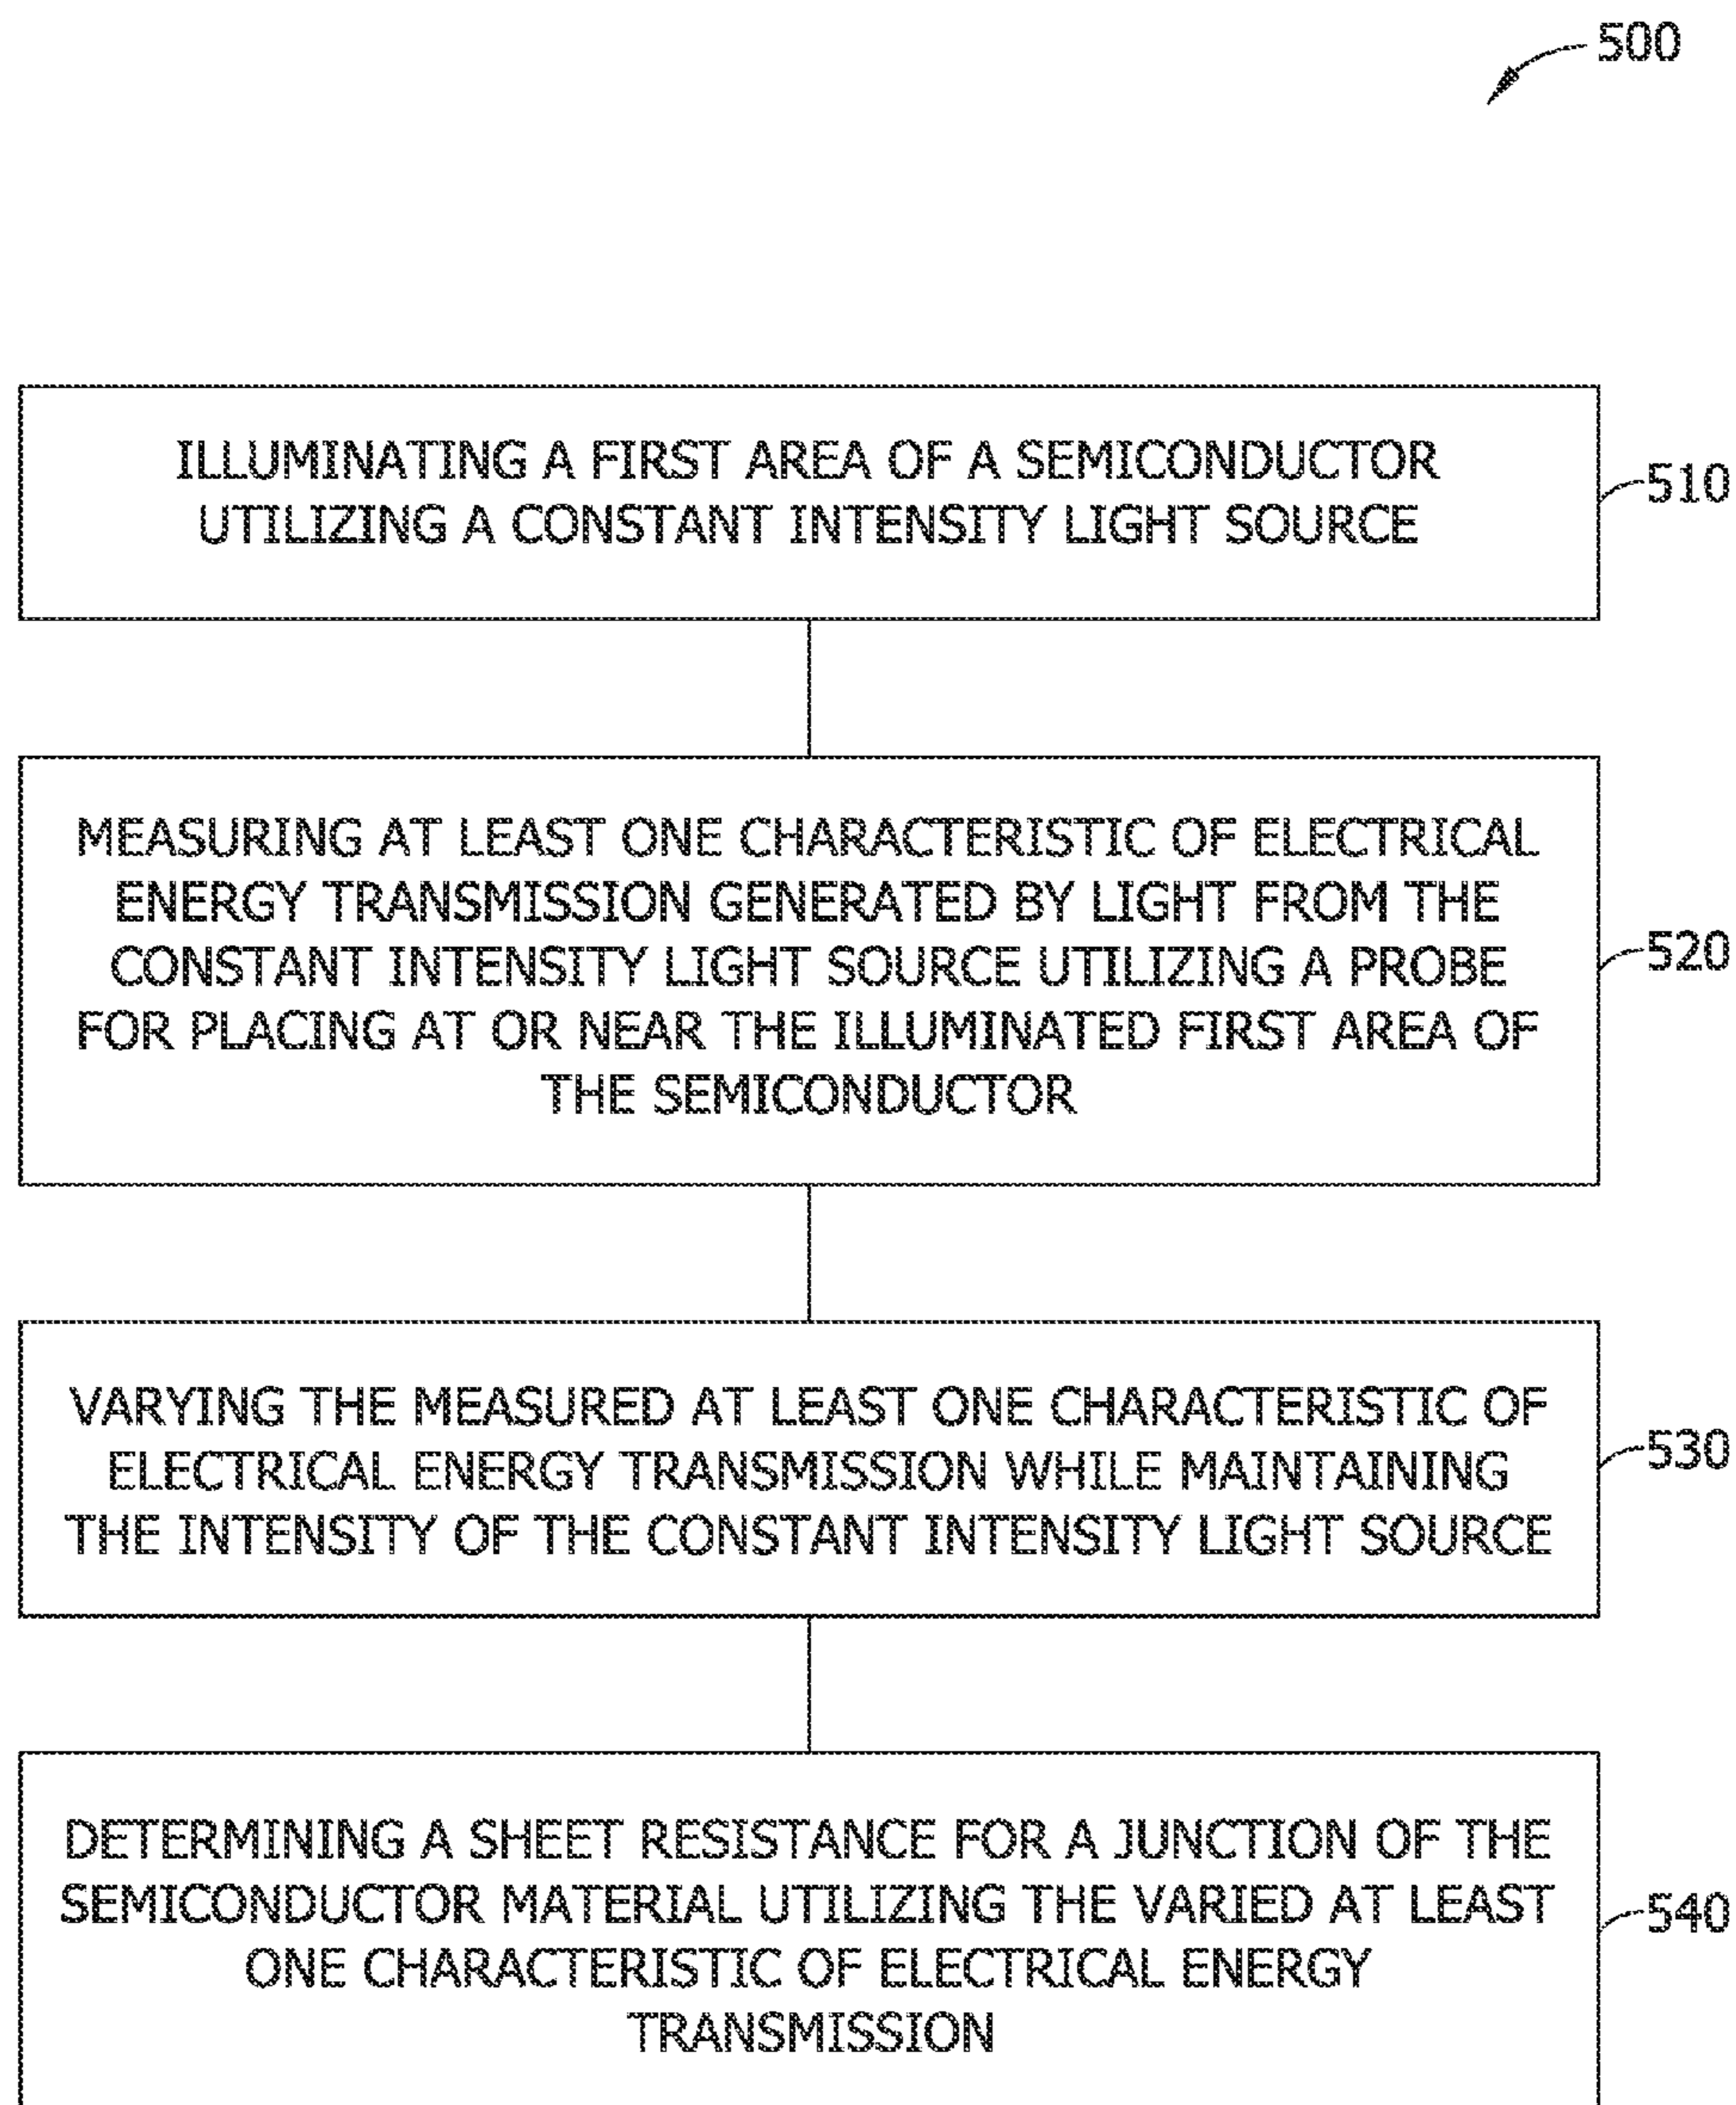 500
ILLUMINATING A FIRST AREA OF A SEMICONDUCTOR
UTILIZING A CONSTANT INTENSITY LIGHT SOURCE
510
MEASURING AT LEAST ONE CHARACTERISTIC OF ELECTRICAL
ENERGY TRANSMISSION GENERATED BY LIGHT FROM THE
CONSTANT INTENSITY LIGHT SOURCE UTILIZING A PROBE
FOR PLACING AT OR NEAR THE ILLUMINATED FIRST AREA OF
THE SEMICONDUCTOR
520
VARYING THE MEASURED AT LEAST ONE CHARACTERISTIC OF
ELECTRICAL ENERGY TRANSMISSION WHILE MAINTAINING
THE INTENSITY OF THE CONSTANT INTENSITY LIGHT SOURCE
530
DETERMINING A SHEET RESISTANCE FOR A JUNCTION OF THE
SEMICONDUCTOR MATERIAL UTILIZING THE VARIED AT LEAST
ONE CHARACTERISTIC OF ELECTRICAL ENERGY
TRANSMISSION
540